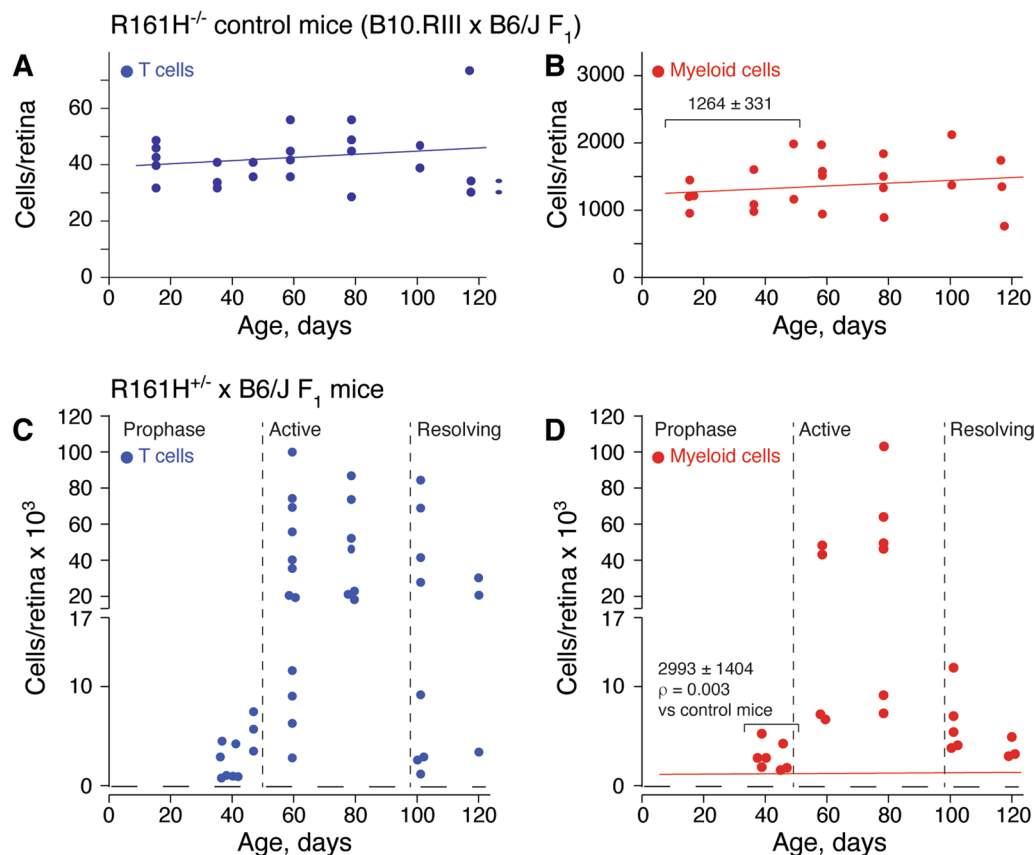 R161H-/- control mice (B10.RIII x B6/J F1)
A
T cells
Cells/retina
60
40
20
0
0 20 40 60 80 100 120
Age, days
B
Myeloid cells
1264 ± 331
Cells/retina
3000
2000
1000
0
0 20 40 60 80 100 120
Age, days
R161H+/- x B6/J F1 mice
C
Prophase Active Resolving
T cells
Cells/retina x 10³
120
100
80
60
40
20
17
10
0
0 20 40 60 80 100 120
Age, days
D
Prophase Active Resolving
Myeloid cells
Cells/retina x 10³
120
100
80
60
40
20
17
10
0
2993 ± 1404
ρ = 0.003
vs control mice
0 20 40 60 80 100 120
Age, days